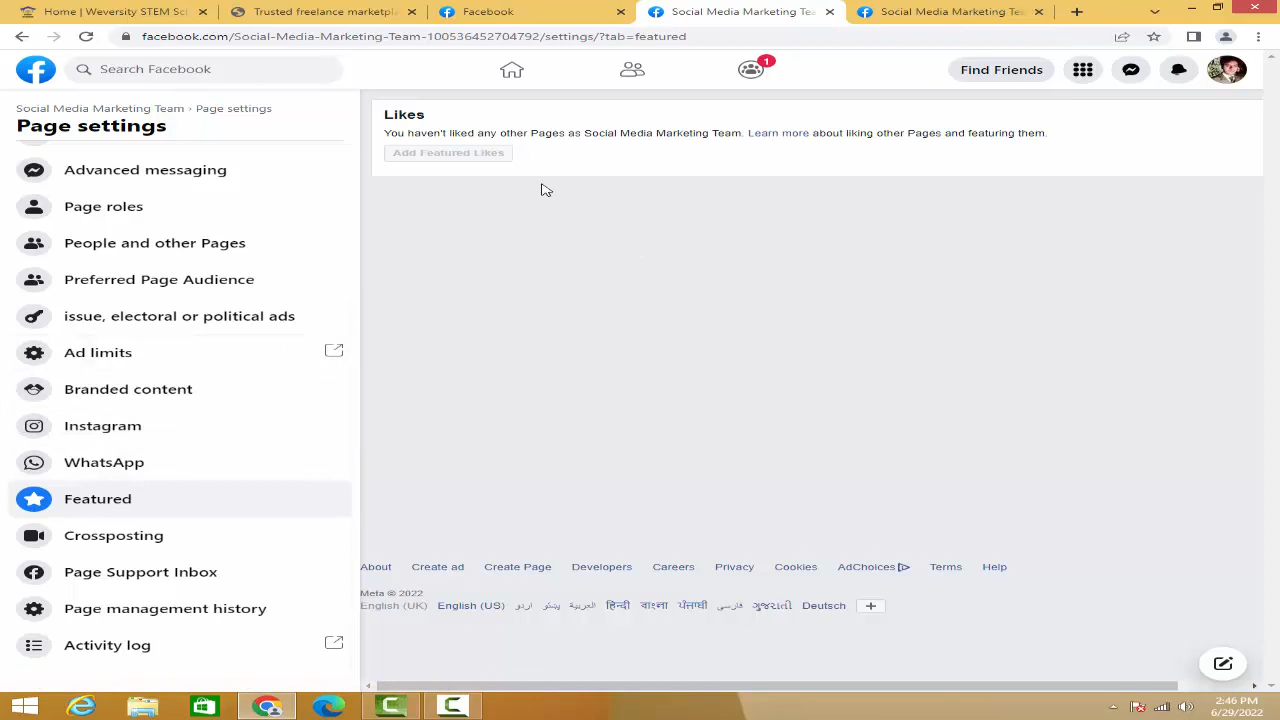 Home | Weversity STEM Sc
Trusted freelance marketpla
Facebook
Social Media Marketing Te
Social Media Marketing Te
facebook.com/Social-Media-Marketing-Team-100536452704792/settings/?tab=featured
Search Facebook
1
Find Friends
Social Media Marketing Team › Page settings
Page settings
Advanced messaging
Page roles
People and other Pages
Preferred Page Audience
issue, electoral or political ads
Ad limits
Branded content
Instagram
WhatsApp
Featured
Crossposting
Page Support Inbox
Page management history
Activity log
Likes
You haven't liked any other Pages as Social Media Marketing Team. Learn more about liking other Pages and featuring them.
Add Featured Likes
About Create ad Create Page Developers Careers Privacy Cookies AdChoices Terms Help
Meta © 2022
English (UK) English (US) اردو پښتو العربية हिन्दी বাংলা ਪੰਜਾਬੀ فارسی ગુજરાતી Deutsch
2:46 PM
6/29/2022